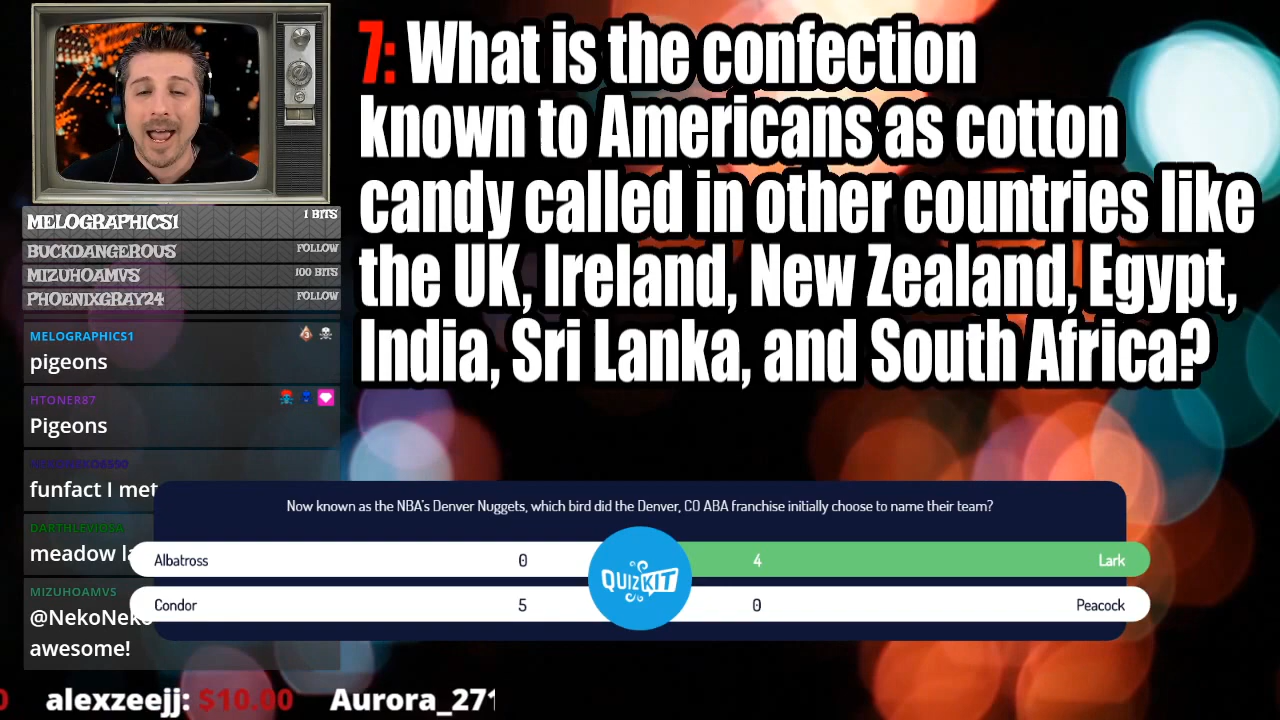 7: What is the confection
known to Americans as cotton
candy called in other countries like
the UK, Ireland, New Zealand, Egypt,
India, Sri Lanka, and South Africa?
MELOGRAPHICS1 1 BITS
BUCKDANGEROUS FOLLOW
MIZUHOAMVS 100 BITS
PHOENIXGRAY24 FOLLOW
MELOGRAPHICS1
pigeons
HTONER87
Pigeons
funfact I met
DARTHLEVIOSA
meadow la
MIZUHOAMVS
@NekoNeko
awesome!
Now known as the NBA's Denver Nuggets, which bird did the Denver, CO ABA franchise initially choose to name their team?
Albatross 0 4 Lark
QUIZKIT
Condor 5 0 Peacock
0 alexzeejj: $10.00 Aurora_271